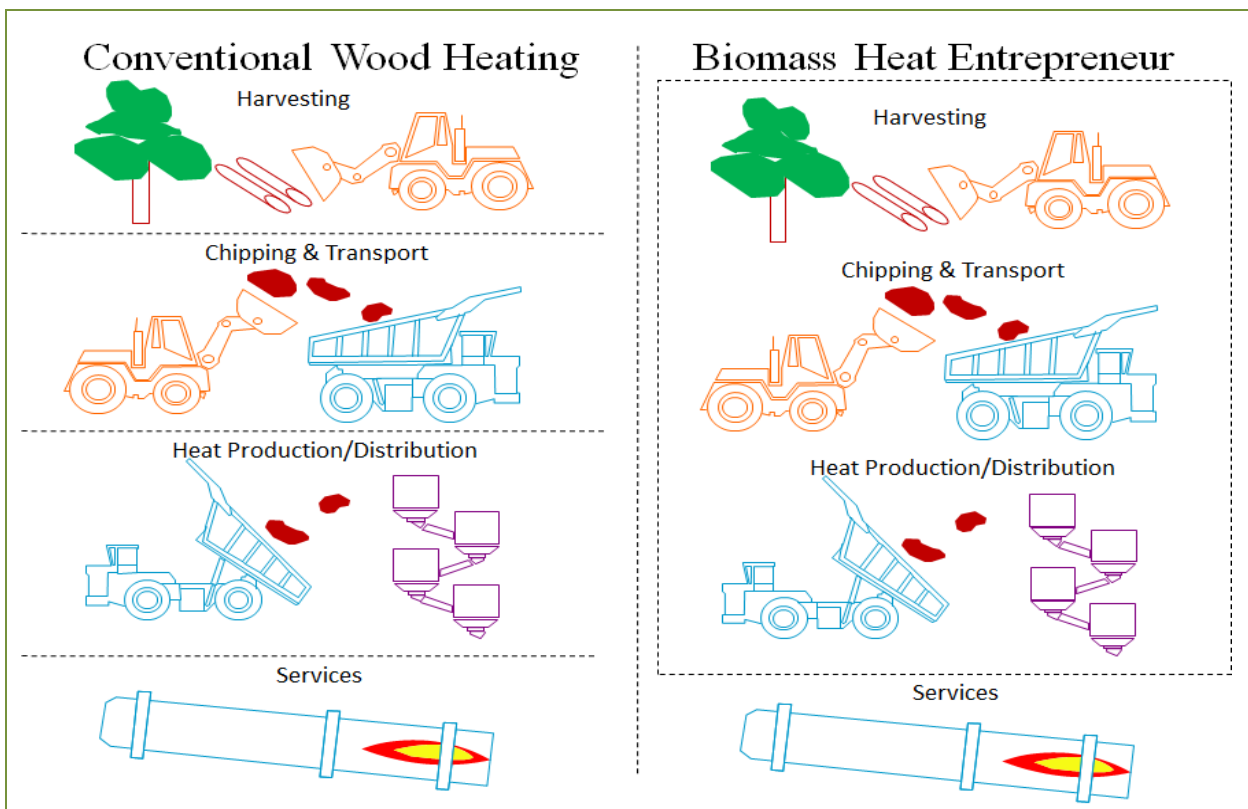 Conventional Wood Heating
Harvesting
Chipping & Transport
Heat Production/Distribution
Services
Biomass Heat Entrepreneur
Harvesting
Chipping & Transport
Heat Production/Distribution
Services